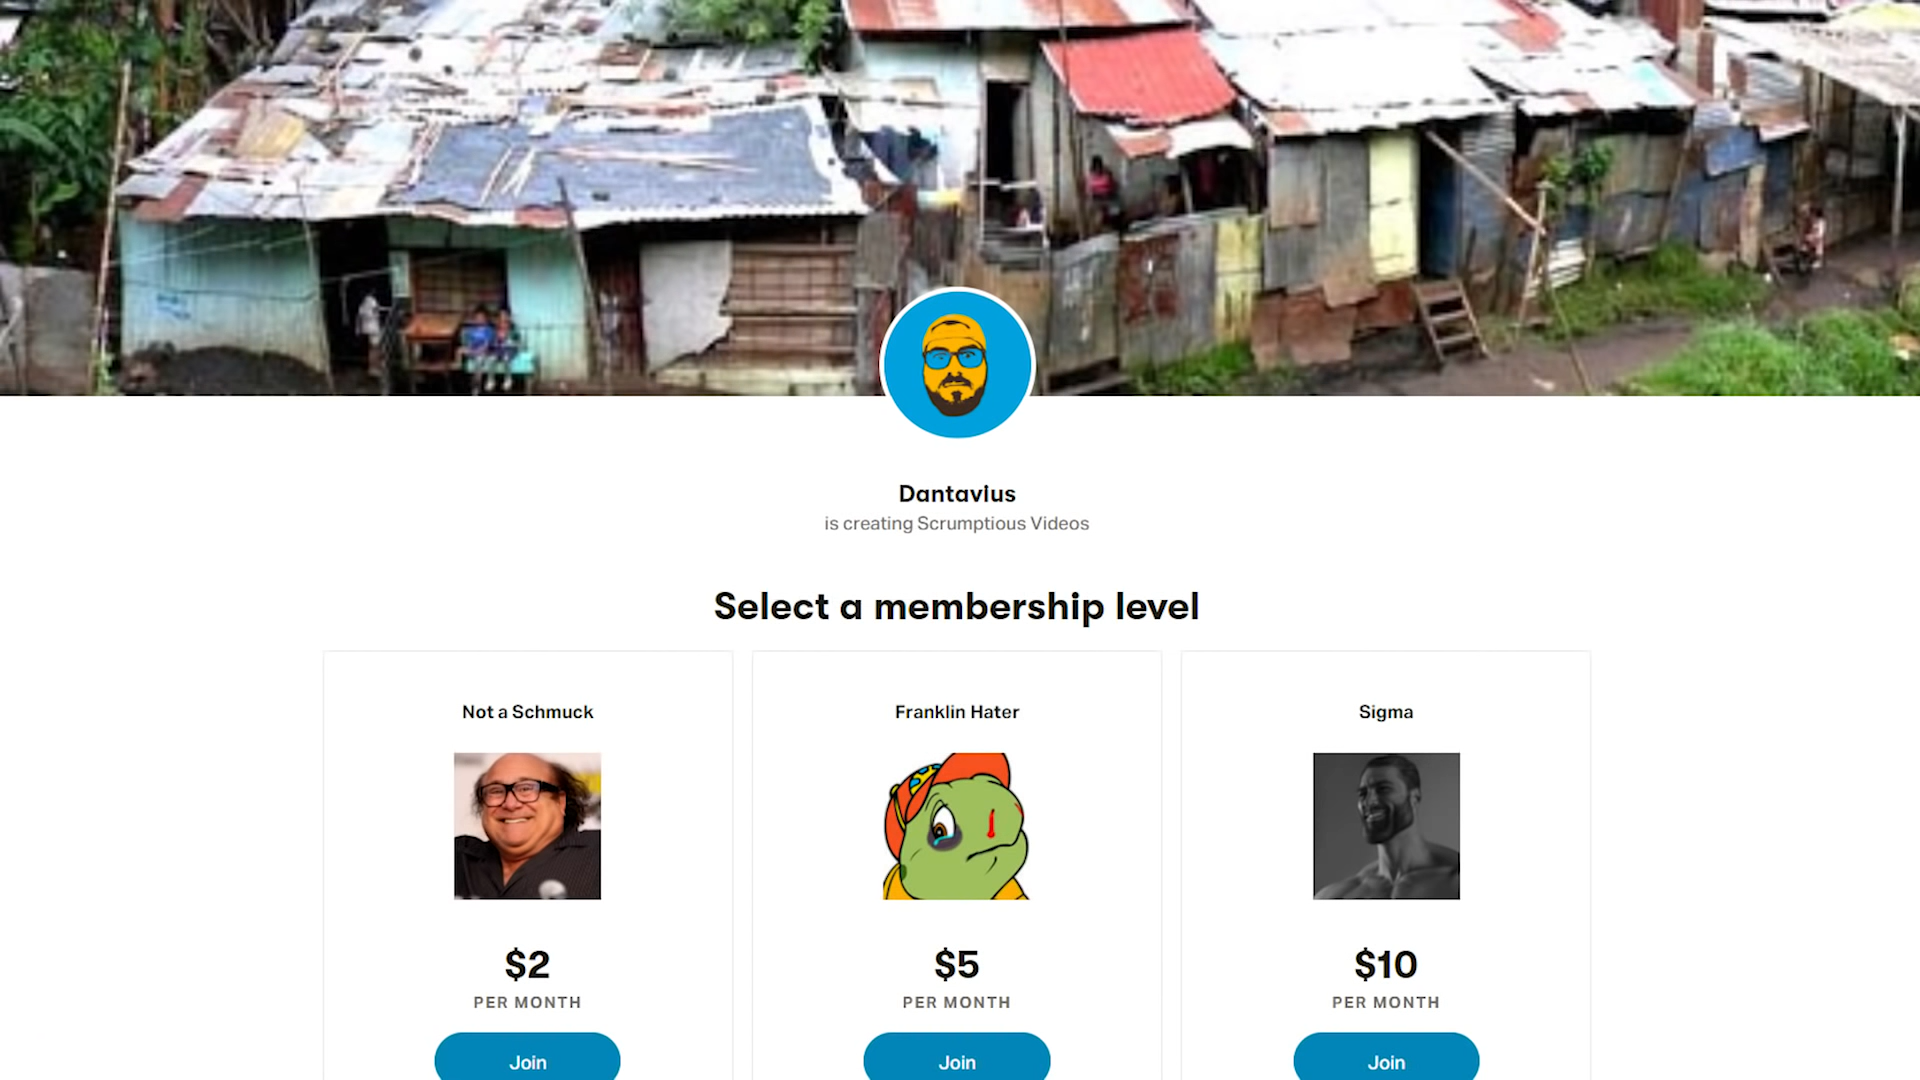 Dantavius
is creating Scrumptious Videos
Select a membership level
Not a Schmuck
Franklin Hater
Sigma
$2
PER MONTH
$5
PER MONTH
$10
PER MONTH
Join
Join
Join